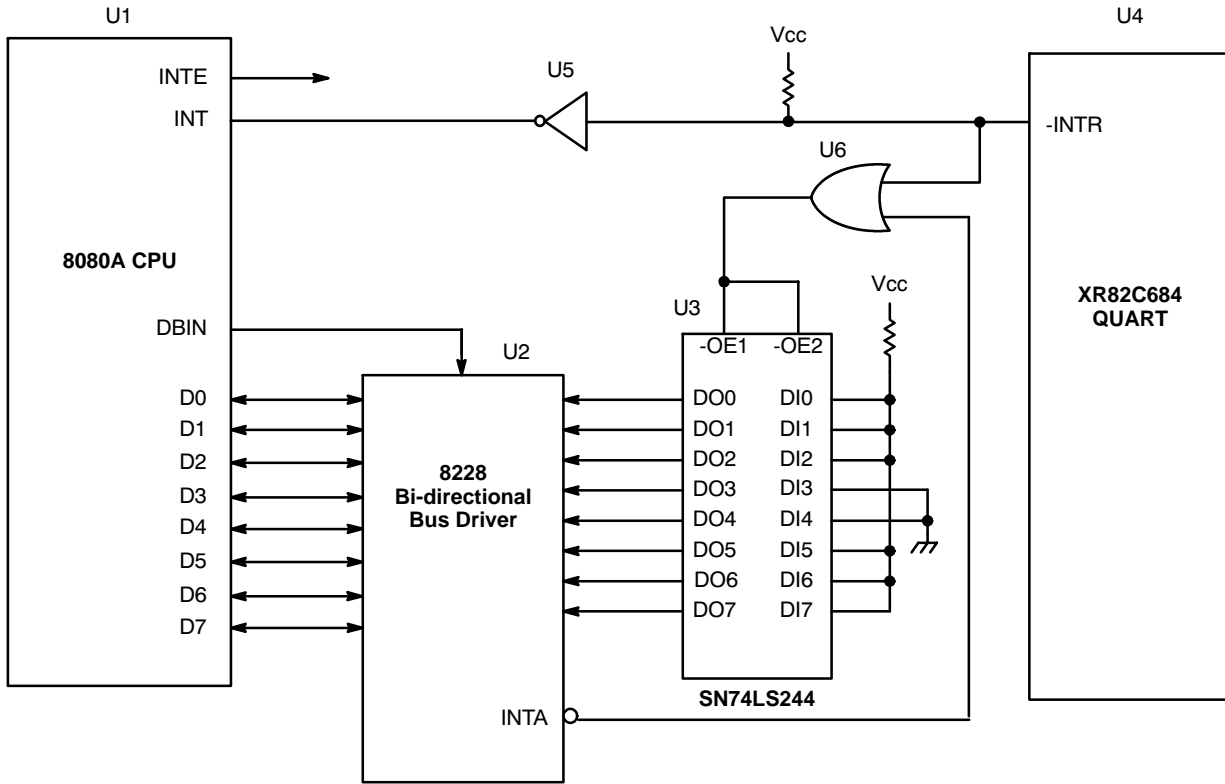 U1
U4
Vcc
INTE
U5
INT
-INTR
U6
8080A CPU
Vcc
XR82C684
QUART
DBIN
U3
U2
-OE1 -OE2
D0
D1
D2
D3
D4
D5
D6
D7
8228
Bi-directional
Bus Driver
DO0 DI0
DO1 DI1
DO2 DI2
DO3 DI3
DO4 DI4
DO5 DI5
DO6 DI6
DO7 DI7
SN74LS244
INTA